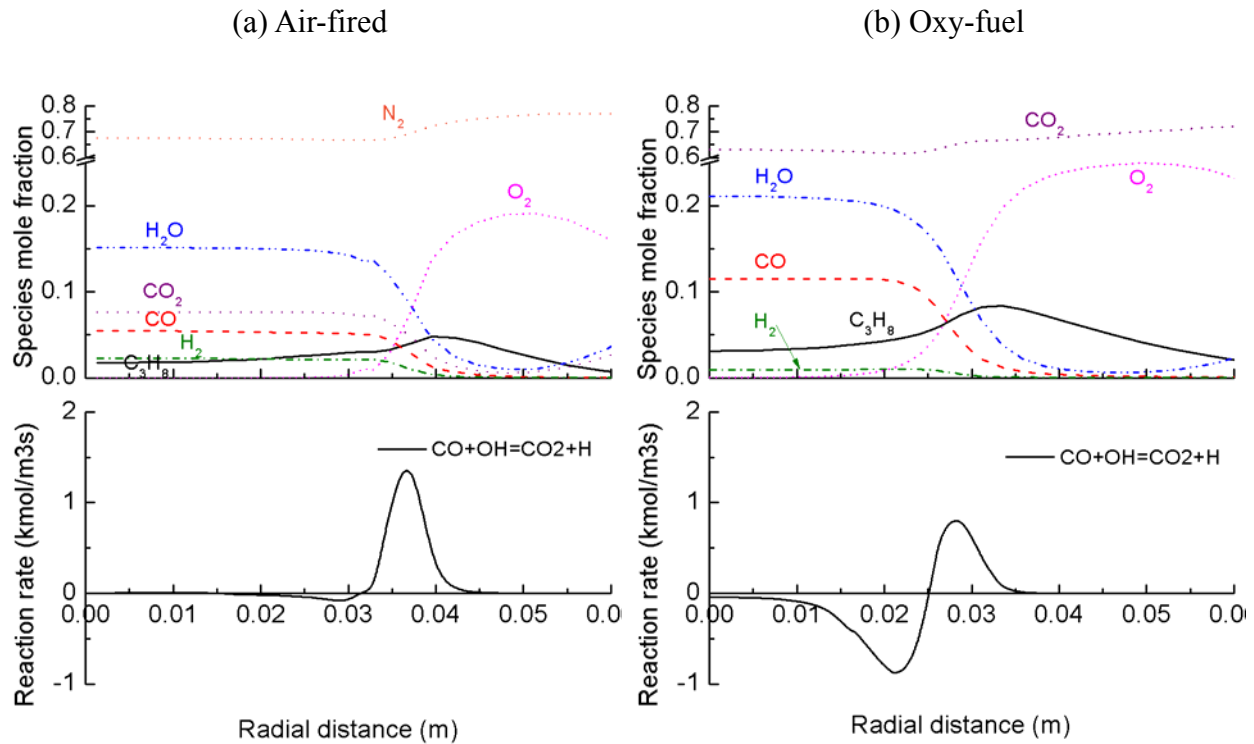 (a) Air-fired
(b) Oxy-fuel
Species mole fraction
0.8
0.7
0.6
0.2
0.1
0.0
N2
O2
H2O
CO2
CO
H2
C3H8
Species mole fraction
0.8
0.7
0.6
0.2
0.1
0.0
CO2
H2O
O2
CO
H2
C3H8
Reaction rate (kmol/m3s)
2
1
0
-1
CO+OH=CO2+H
0.00 0.01 0.02 0.03 0.04 0.05 0.0
Radial distance (m)
Reaction rate (kmol/m3s)
2
1
0
-1
CO+OH=CO2+H
0.00 0.01 0.02 0.03 0.04 0.05 0.0
Radial distance (m)